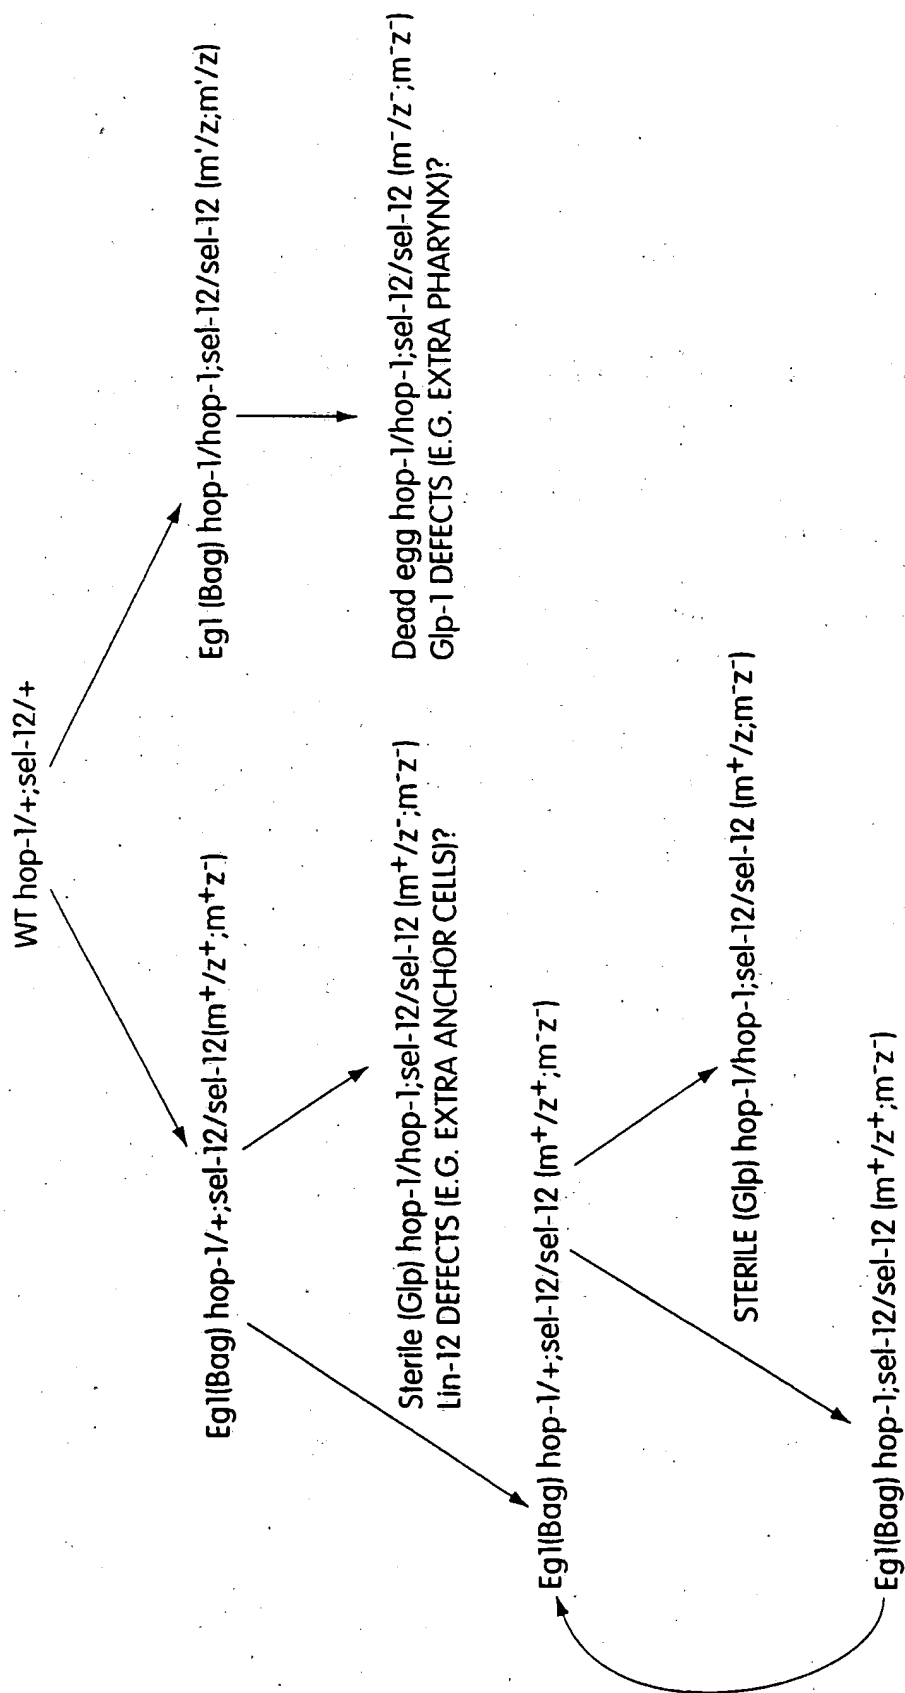 WT hop-1/+;sel-12/+
Egl(Bag) hop-1/+;sel-12/sel-12(m+/z+;m+z-)
Egl (Bag) hop-1/hop-1;sel-12/sel-12 (m'/z;m'/z)
Sterile (Glp) hop-1/hop-1;sel-12/sel-12 (m+/z-;m-z-)
Lin-12 DEFECTS (E.G. EXTRA ANCHOR CELLS)?
Dead egg hop-1/hop-1;sel-12/sel-12 (m-/z-;m-z-)
Glp-1 DEFECTS (E.G. EXTRA PHARYNX)?
Egl(Bag) hop-1/+;sel-12/sel-12 (m+/z+;m-z-)
STERILE (Glp) hop-1/hop-1;sel-12/sel-12 (m+/z;m-z-)
Egl(Bag) hop-1;sel-12/sel-12 (m+/z+;m-z-)